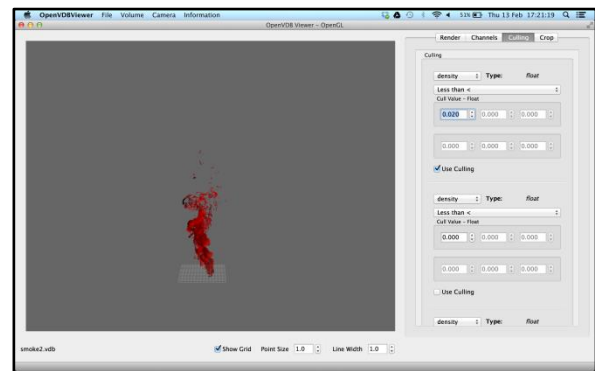 OpenVDBViewer File Volume Camera Information 51% Thu 13 Feb 17:21:19
OpenVDB Viewer - OpenGL
Render Channels Culling Crop
Culling
density Type: float
Less than <
Cull Value - Float
0.020 0.000 0.000
0.000 0.000 0.000
Use Culling
density Type: float
Less than <
Cull Value - Float
0.000 0.000 0.000
0.000 0.000 0.000
Use Culling
density Type: float
smoke2.vdb Show Grid Point Size 1.0 Line Width 1.0